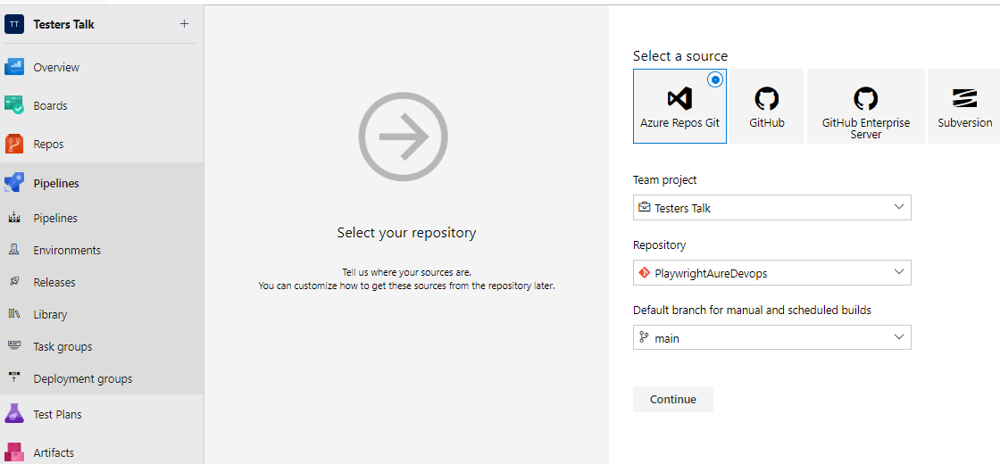 TT
Testers Talk
+
Overview
Boards
Repos
Pipelines
Pipelines
Environments
Releases
Library
Task groups
Deployment groups
Test Plans
Artifacts
Select your repository
Tell us where your sources are.
You can customize how to get these sources from the repository later.
Select a source
Azure Repos Git
GitHub
GitHub Enterprise
Server
Subversion
Team project
Testers Talk
Repository
PlaywrightAureDevops
Default branch for manual and scheduled builds
main
Continue